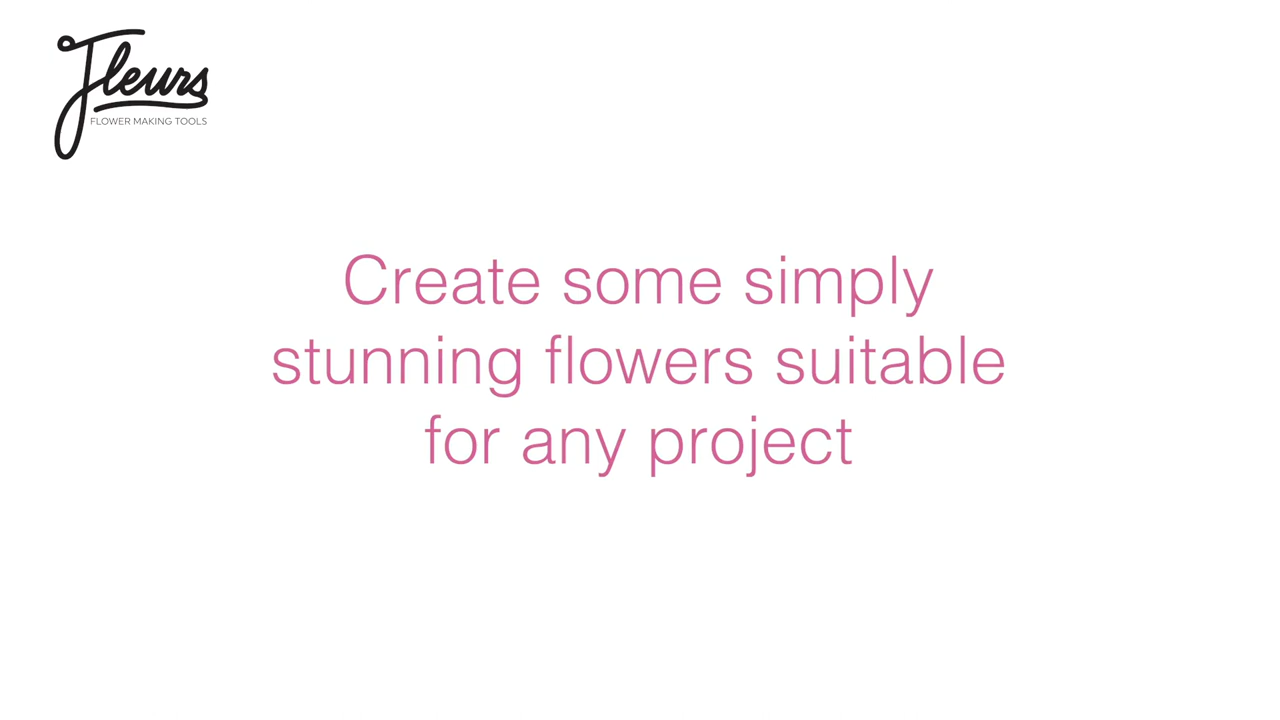 Fleurs
FLOWER MAKING TOOLS
Create some simply
stunning flowers suitable
for any project